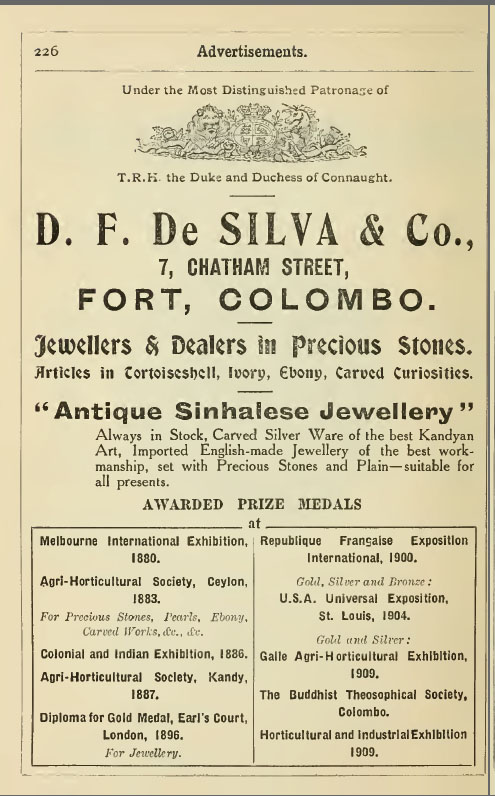 226
Advertisements.
Under the Most Distinguished Patronage of
T.R.H. the Duke and Duchess of Connaught.
D. F. De SILVA & Co.,
7, CHATHAM STREET,
FORT, COLOMBO.
Jewellers & Dealers in Precious Stones.
Articles in Tortoiseshell, Ivory, Ebony, Carved Curiosities.
"Antique Sinhalese Jewellery"
Always in Stock, Carved Silver Ware of the best Kandyan
Art, Imported English-made Jewellery of the best work-
manship, set with Precious Stones and Plain—suitable for
all presents.
AWARDED PRIZE MEDALS
at
Melbourne International Exhibition,
1880.
Agri-Horticultural Society, Ceylon,
1883.
For Precious Stones, Pearls, Ebony,
Carved Works, &c., &c.
Colonial and Indian Exhibition, 1886.
Agri-Horticultural Society, Kandy,
1887.
Diploma for Gold Medal, Earl's Court,
London, 1896.
For Jewellery.
Republique Française Exposition
International, 1900.
Gold, Silver and Bronze:
U.S.A. Universal Exposition,
St. Louis, 1904.
Gold and Silver:
Galle Agri-Horticultural Exhibition,
1909.
The Buddhist Theosophical Society,
Colombo.
Horticultural and Industrial Exhibition
1909.